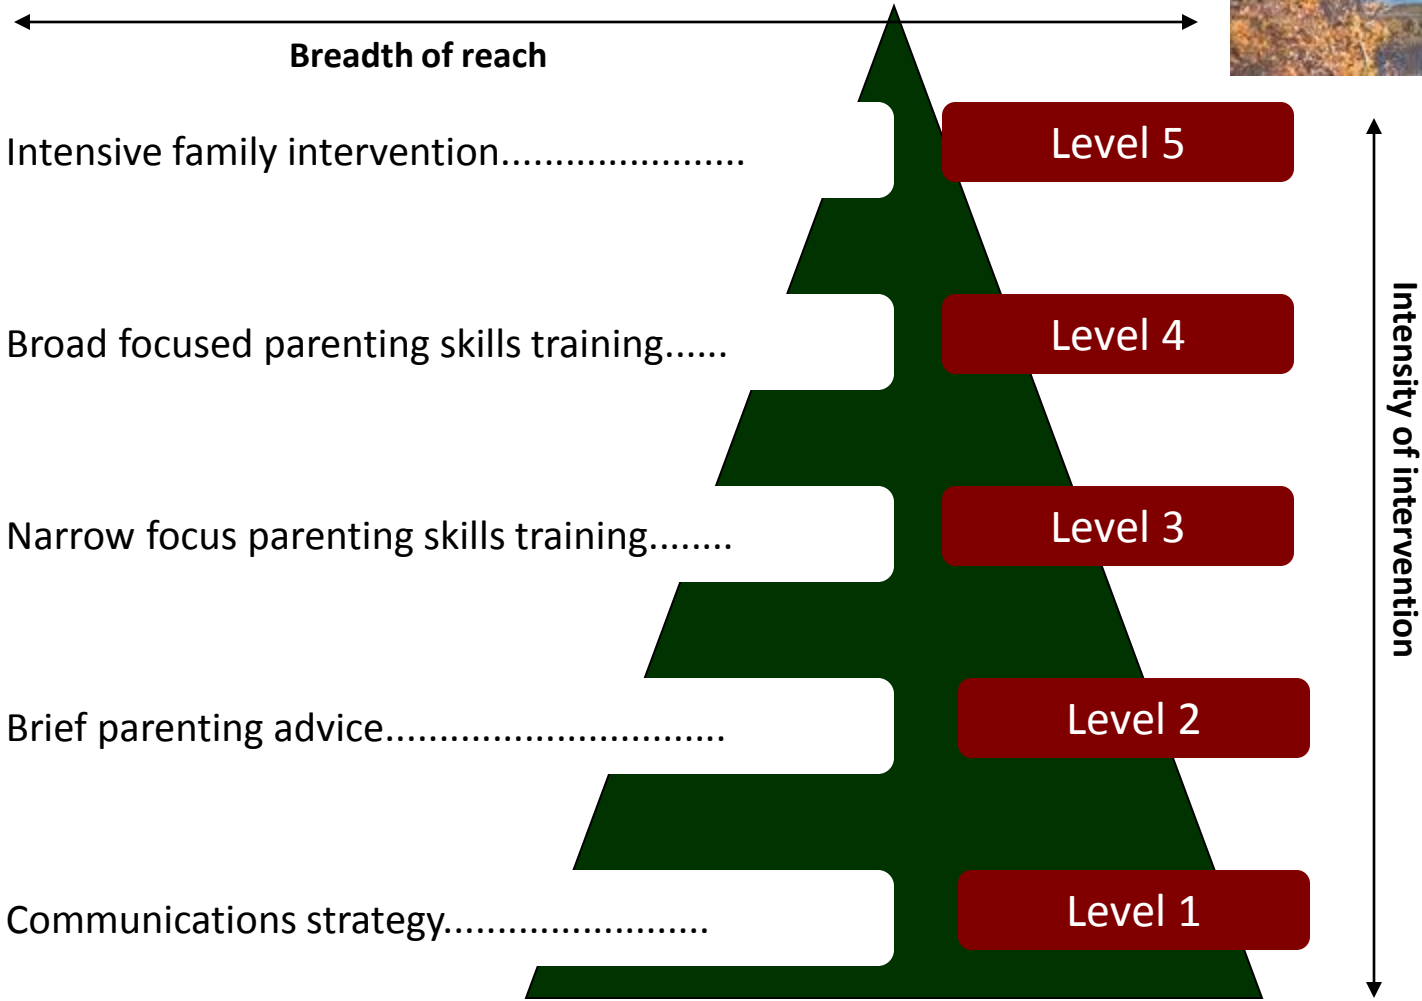 Breadth of reach
Intensive family intervention.......................
Level 5
Broad focused parenting skills training......
Level 4
Narrow focus parenting skills training........
Level 3
Brief parenting advice................................
Level 2
Communications strategy.........................
Level 1
Intensity of intervention